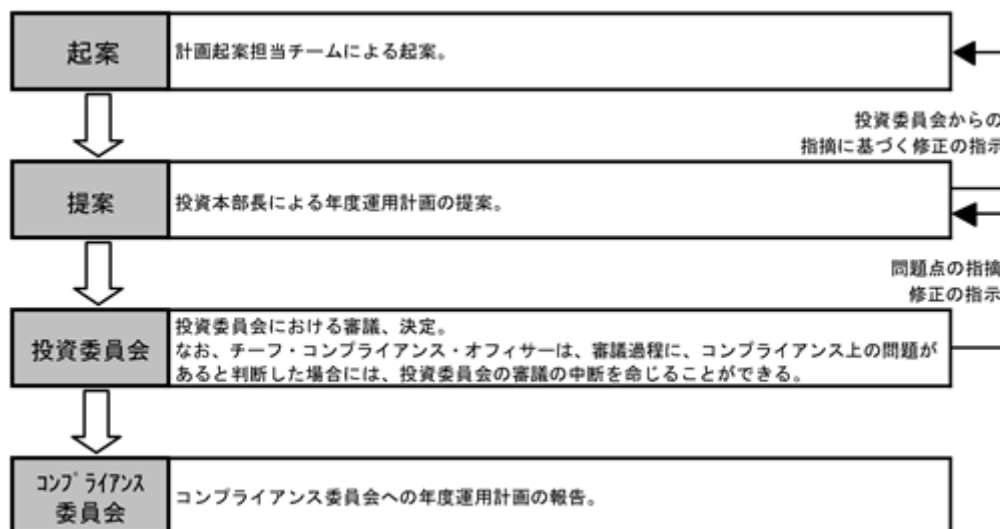 起案
計画起案担当チームによる起案。
投資委員会からの
指摘に基づく修正の指示
提案
投資本部長による年度運用計画の提案。
問題点の指摘
修正の指示
投資委員会
投資委員会における審議、決定。
なお、チーフ・コンプライアンス・オフィサーは、審議過程に、コンプライアンス上の問題が
あると判断した場合には、投資委員会の審議の中断を命じることができる。
ｺﾝﾌﾟﾗｲｱﾝｽ
委員会
コンプライアンス委員会への年度運用計画の報告。